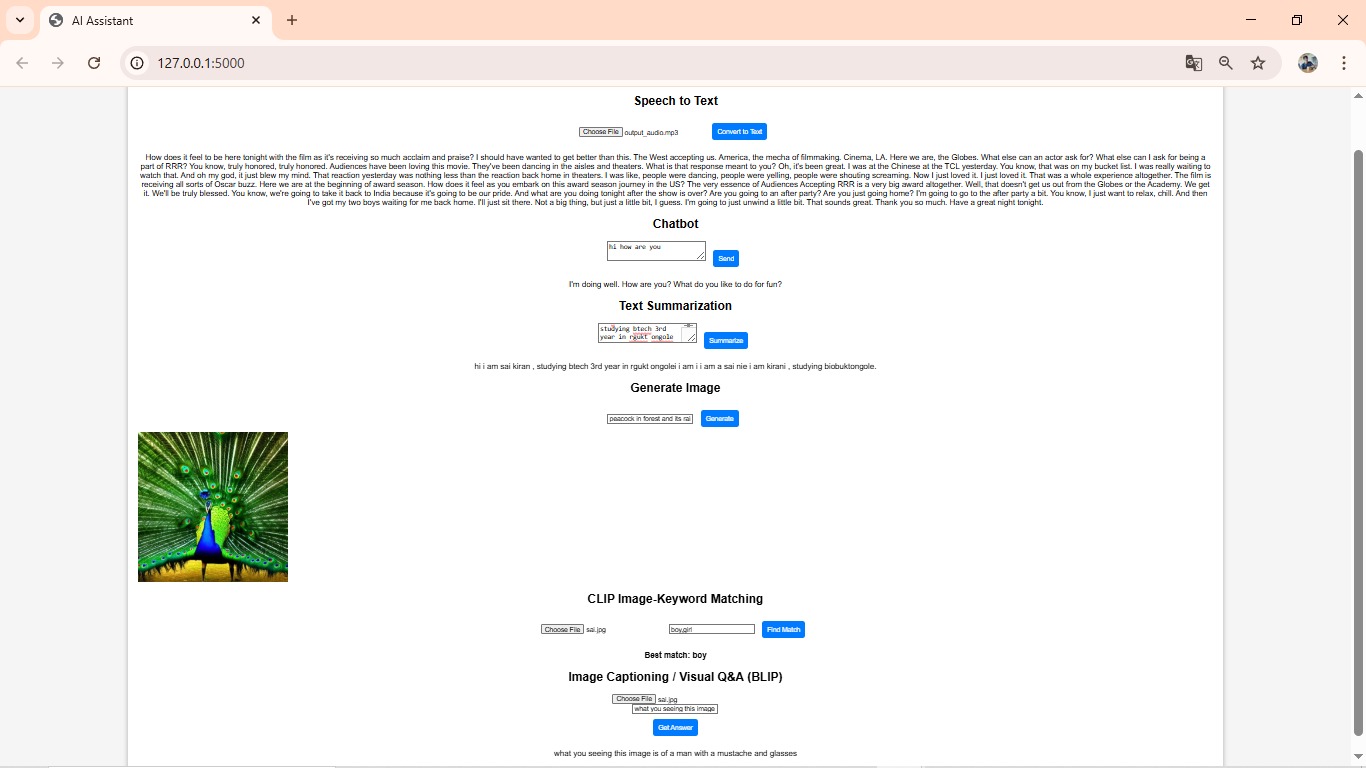 AI Assistant
127.0.0.1:5000
Speech to Text
Choose File output_audio.mp3 Convert to Text
How does it feel to be here tonight with the film as it's receiving so much acclaim and praise? I should have wanted to get better than this. The West accepting us. America, the mecha of filmmaking. Cinema, LA. Here we are, the Globes. What else can an actor ask for? What else can I ask for being a
part of RRR? You know, truly honored, truly honored. Audiences have been loving this movie. They've been dancing in the aisles and theaters. What is that response meant to you? Oh, it's been great. I was at the Chinese at the TCL yesterday. You know, that was on my bucket list. I was really waiting to
watch that. And oh my god, it just blew my mind. That reaction yesterday was nothing less than the reaction back home in theaters. I was like, people were dancing, people were yelling, people were shouting screaming. Now I just loved it. I just loved it. That was a whole experience altogether. The film is
receiving all sorts of Oscar buzz. Here we are at the beginning of award season. How does it feel as you embark on this award season journey in the US? The very essence of Audiences Accepting RRR is a very big award altogether. Well, that doesn't get us out from the Globes or the Academy. We get
it. We'll be truly blessed. You know, we're going to take it back to India because it's going to be our pride. And what are you doing tonight after the show is over? Are you going to an after party? Are you just going home? I'm going to go to the after party a bit. You know, I just want to relax, chill. And then
I've got my two boys waiting for me back home. I'll just sit there. Not a big thing, but just a little bit, I guess. I'm going to just unwind a little bit. That sounds great. Thank you so much. Have a great night tonight.
Chatbot
hi how are you
Send
I'm doing well. How are you? What do you like to do for fun?
Text Summarization
studying btech 3rd
year in rgukt ongole
Summarize
hi i am sai kiran , studying btech 3rd year in rgukt ongolei i am i i am a sai nie i am kirani , studying biobuktongole.
Generate Image
peacock in forest and its rai Generate
CLIP Image-Keyword Matching
Choose File sai.jpg boy,girl Find Match
Best match: boy
Image Captioning / Visual Q&A (BLIP)
Choose File sai.jpg
what you seeing this image
Get Answer
what you seeing this image is of a man with a mustache and glasses